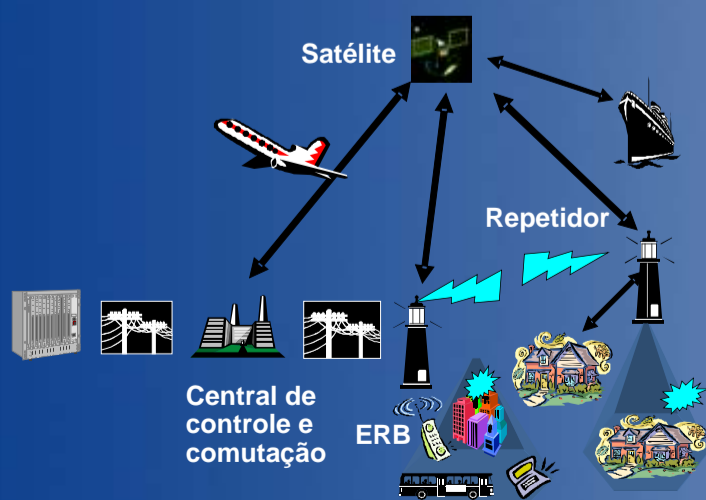 Satélite
Repetidor
Central de
controle e
comutação
ERB